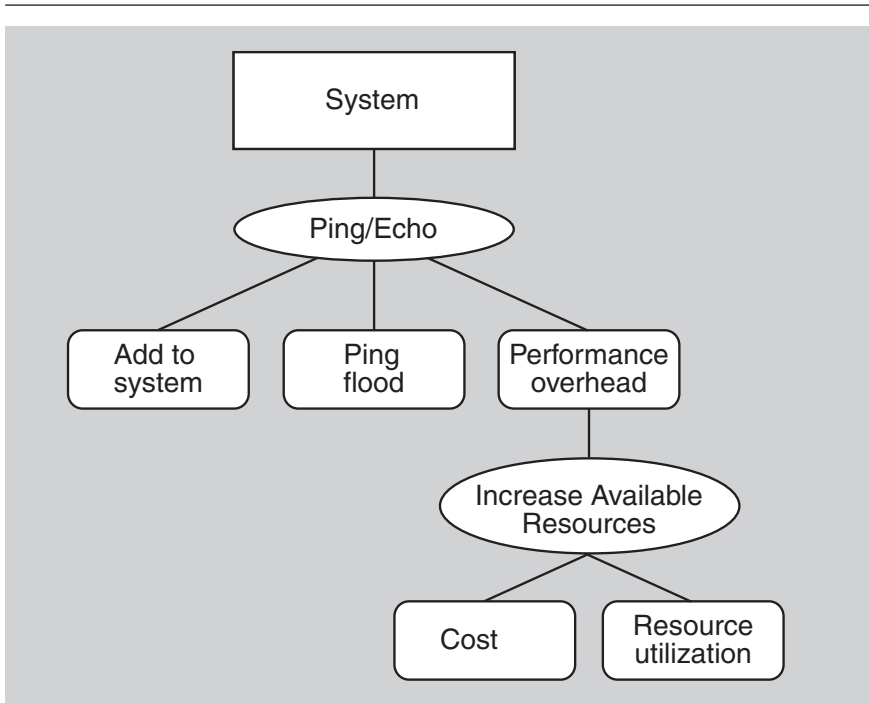 System
Ping/Echo
Add to
system
Ping
flood
Performance
overhead
Increase Available
Resources
Cost
Resource
utilization